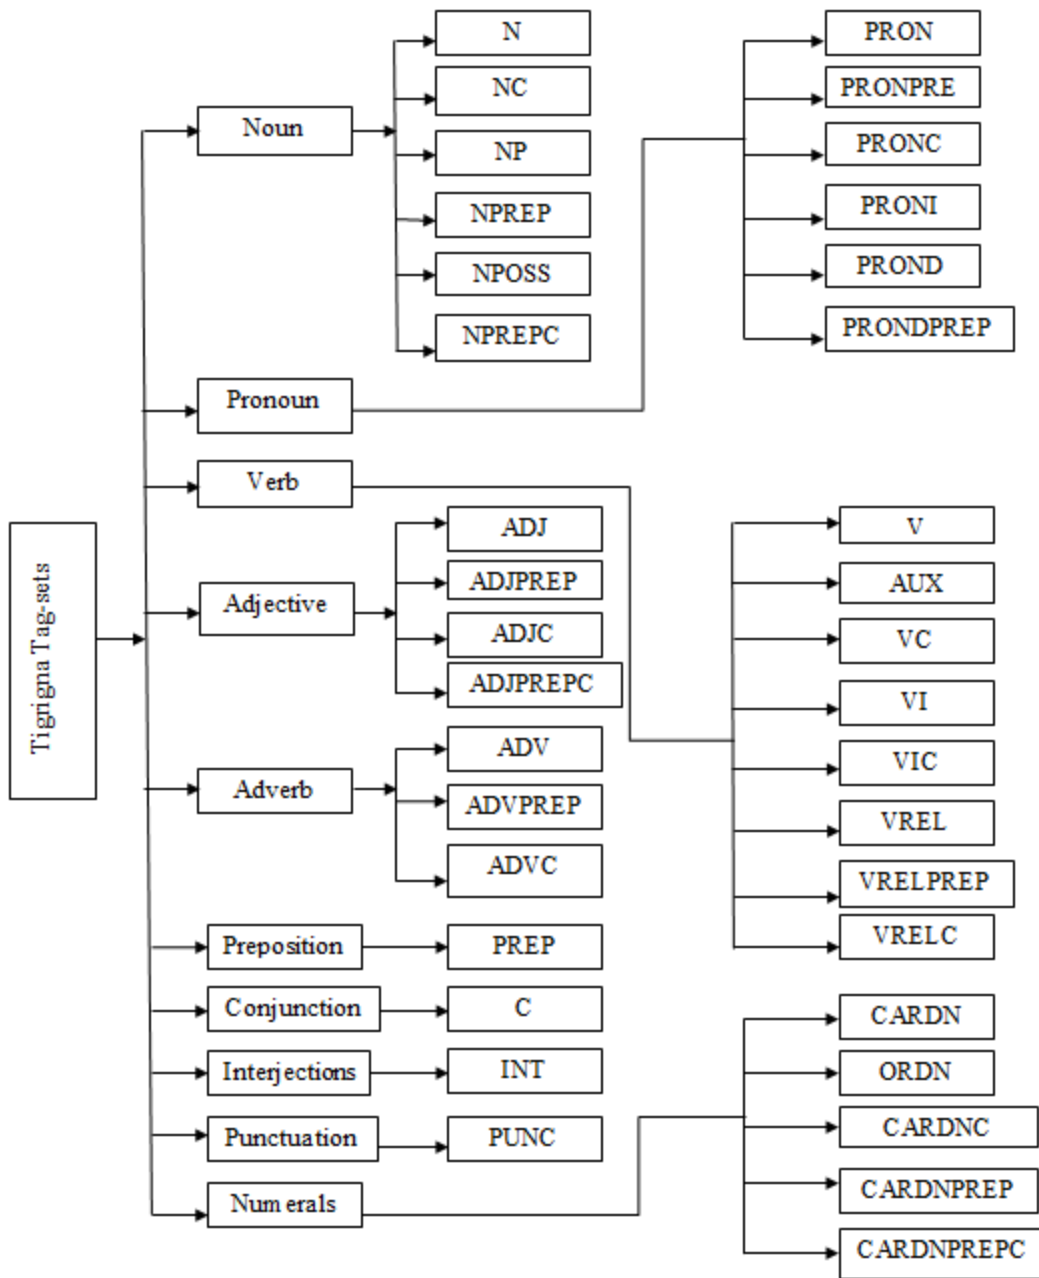 Tigrigna Tag-sets
Noun
N
NC
NP
NPREP
NPOSS
NPREPC
Pronoun
PRON
PRONPRE
PRONC
PRONI
PROND
PRONDPREP
Verb
V
AUX
VC
VI
VIC
VREL
VRELPREP
VRELC
Adjective
ADJ
ADJPREP
ADJC
ADJPREPC
Adverb
ADV
ADVPREP
ADVC
Preposition
PREP
Conjunction
C
Interjections
INT
Punctuation
PUNC
Numerals
CARDN
ORDN
CARDNC
CARDNPREP
CARDNPREPC